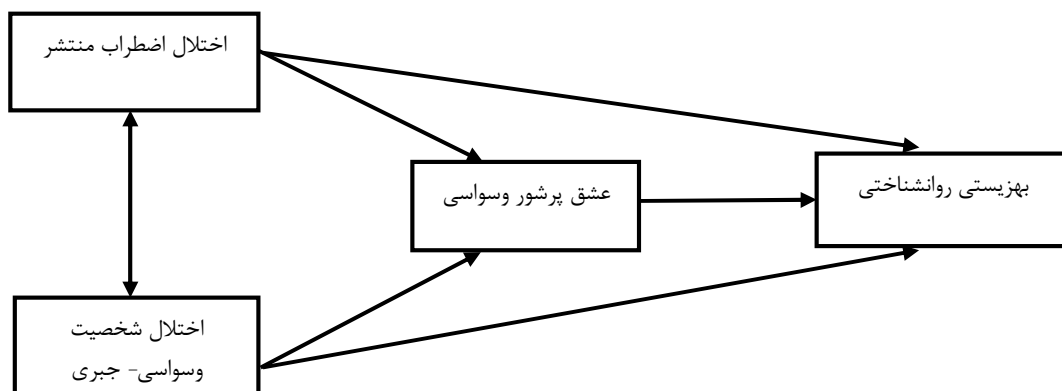 اختلال اضطراب منتشر
عشق پرشور وسواسی
بهزیستی روانشناختی
اختلال شخصیت
وسواسی- جبری